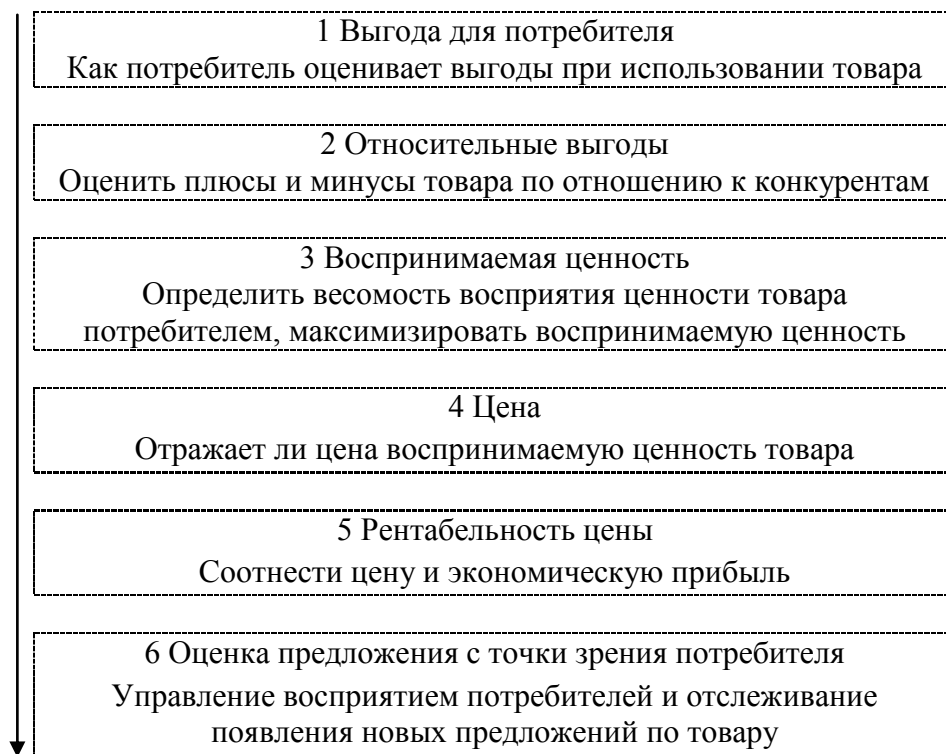 1 Выгода для потребителя
Как потребитель оценивает выгоды при использовании товара
2 Относительные выгоды
Оценить плюсы и минусы товара по отношению к конкурентам
3 Воспринимаемая ценность
Определить весомость восприятия ценности товара
потребителем, максимизировать воспринимаемую ценность
4 Цена
Отражает ли цена воспринимаемую ценность товара
5 Рентабельность цены
Соотнести цену и экономическую прибыль
6 Оценка предложения с точки зрения потребителя
Управление восприятием потребителей и отслеживание
появления новых предложений по товару